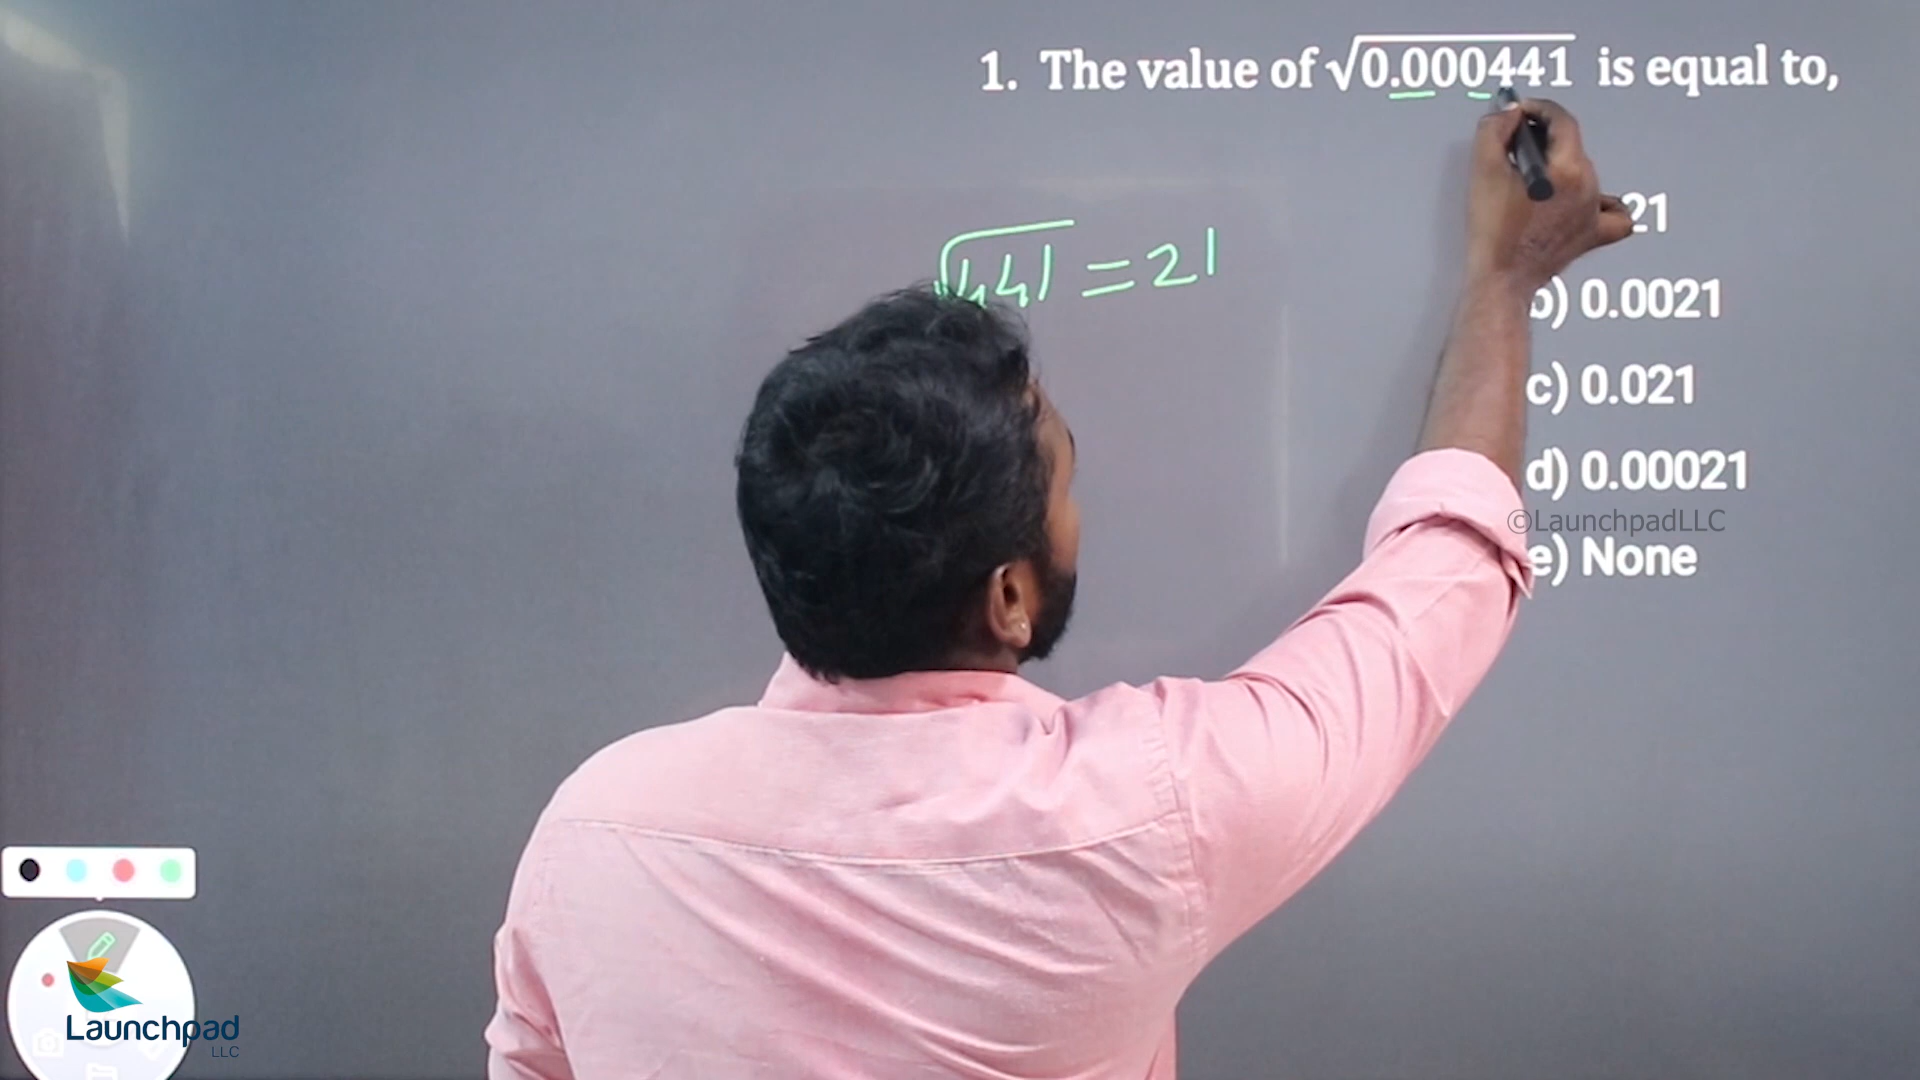 1. The value of √0.000441 is equal to,
√441 = 21
21
b) 0.0021
c) 0.021
d) 0.00021
©LaunchpadLLC
e) None
Launchpad
LLC